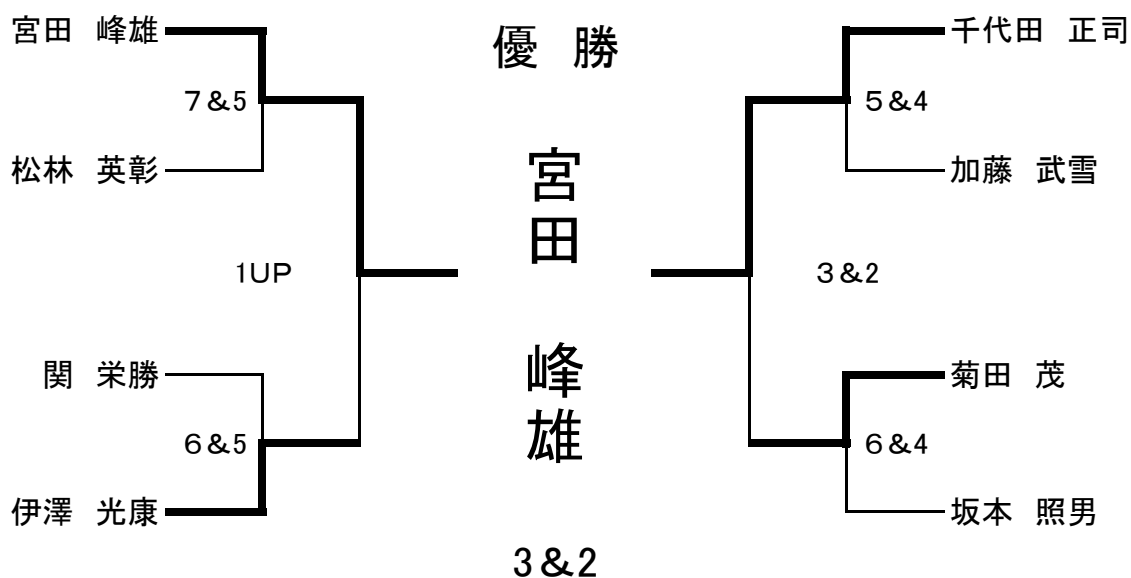 宮田　峰雄
7＆5
松林　英彰
1UP
関　栄勝
6＆5
伊澤　光康
優 勝
宮田　峰雄
3＆2
千代田　正司
5＆4
加藤　武雪
3＆2
菊田　茂
6＆4
坂本　照男